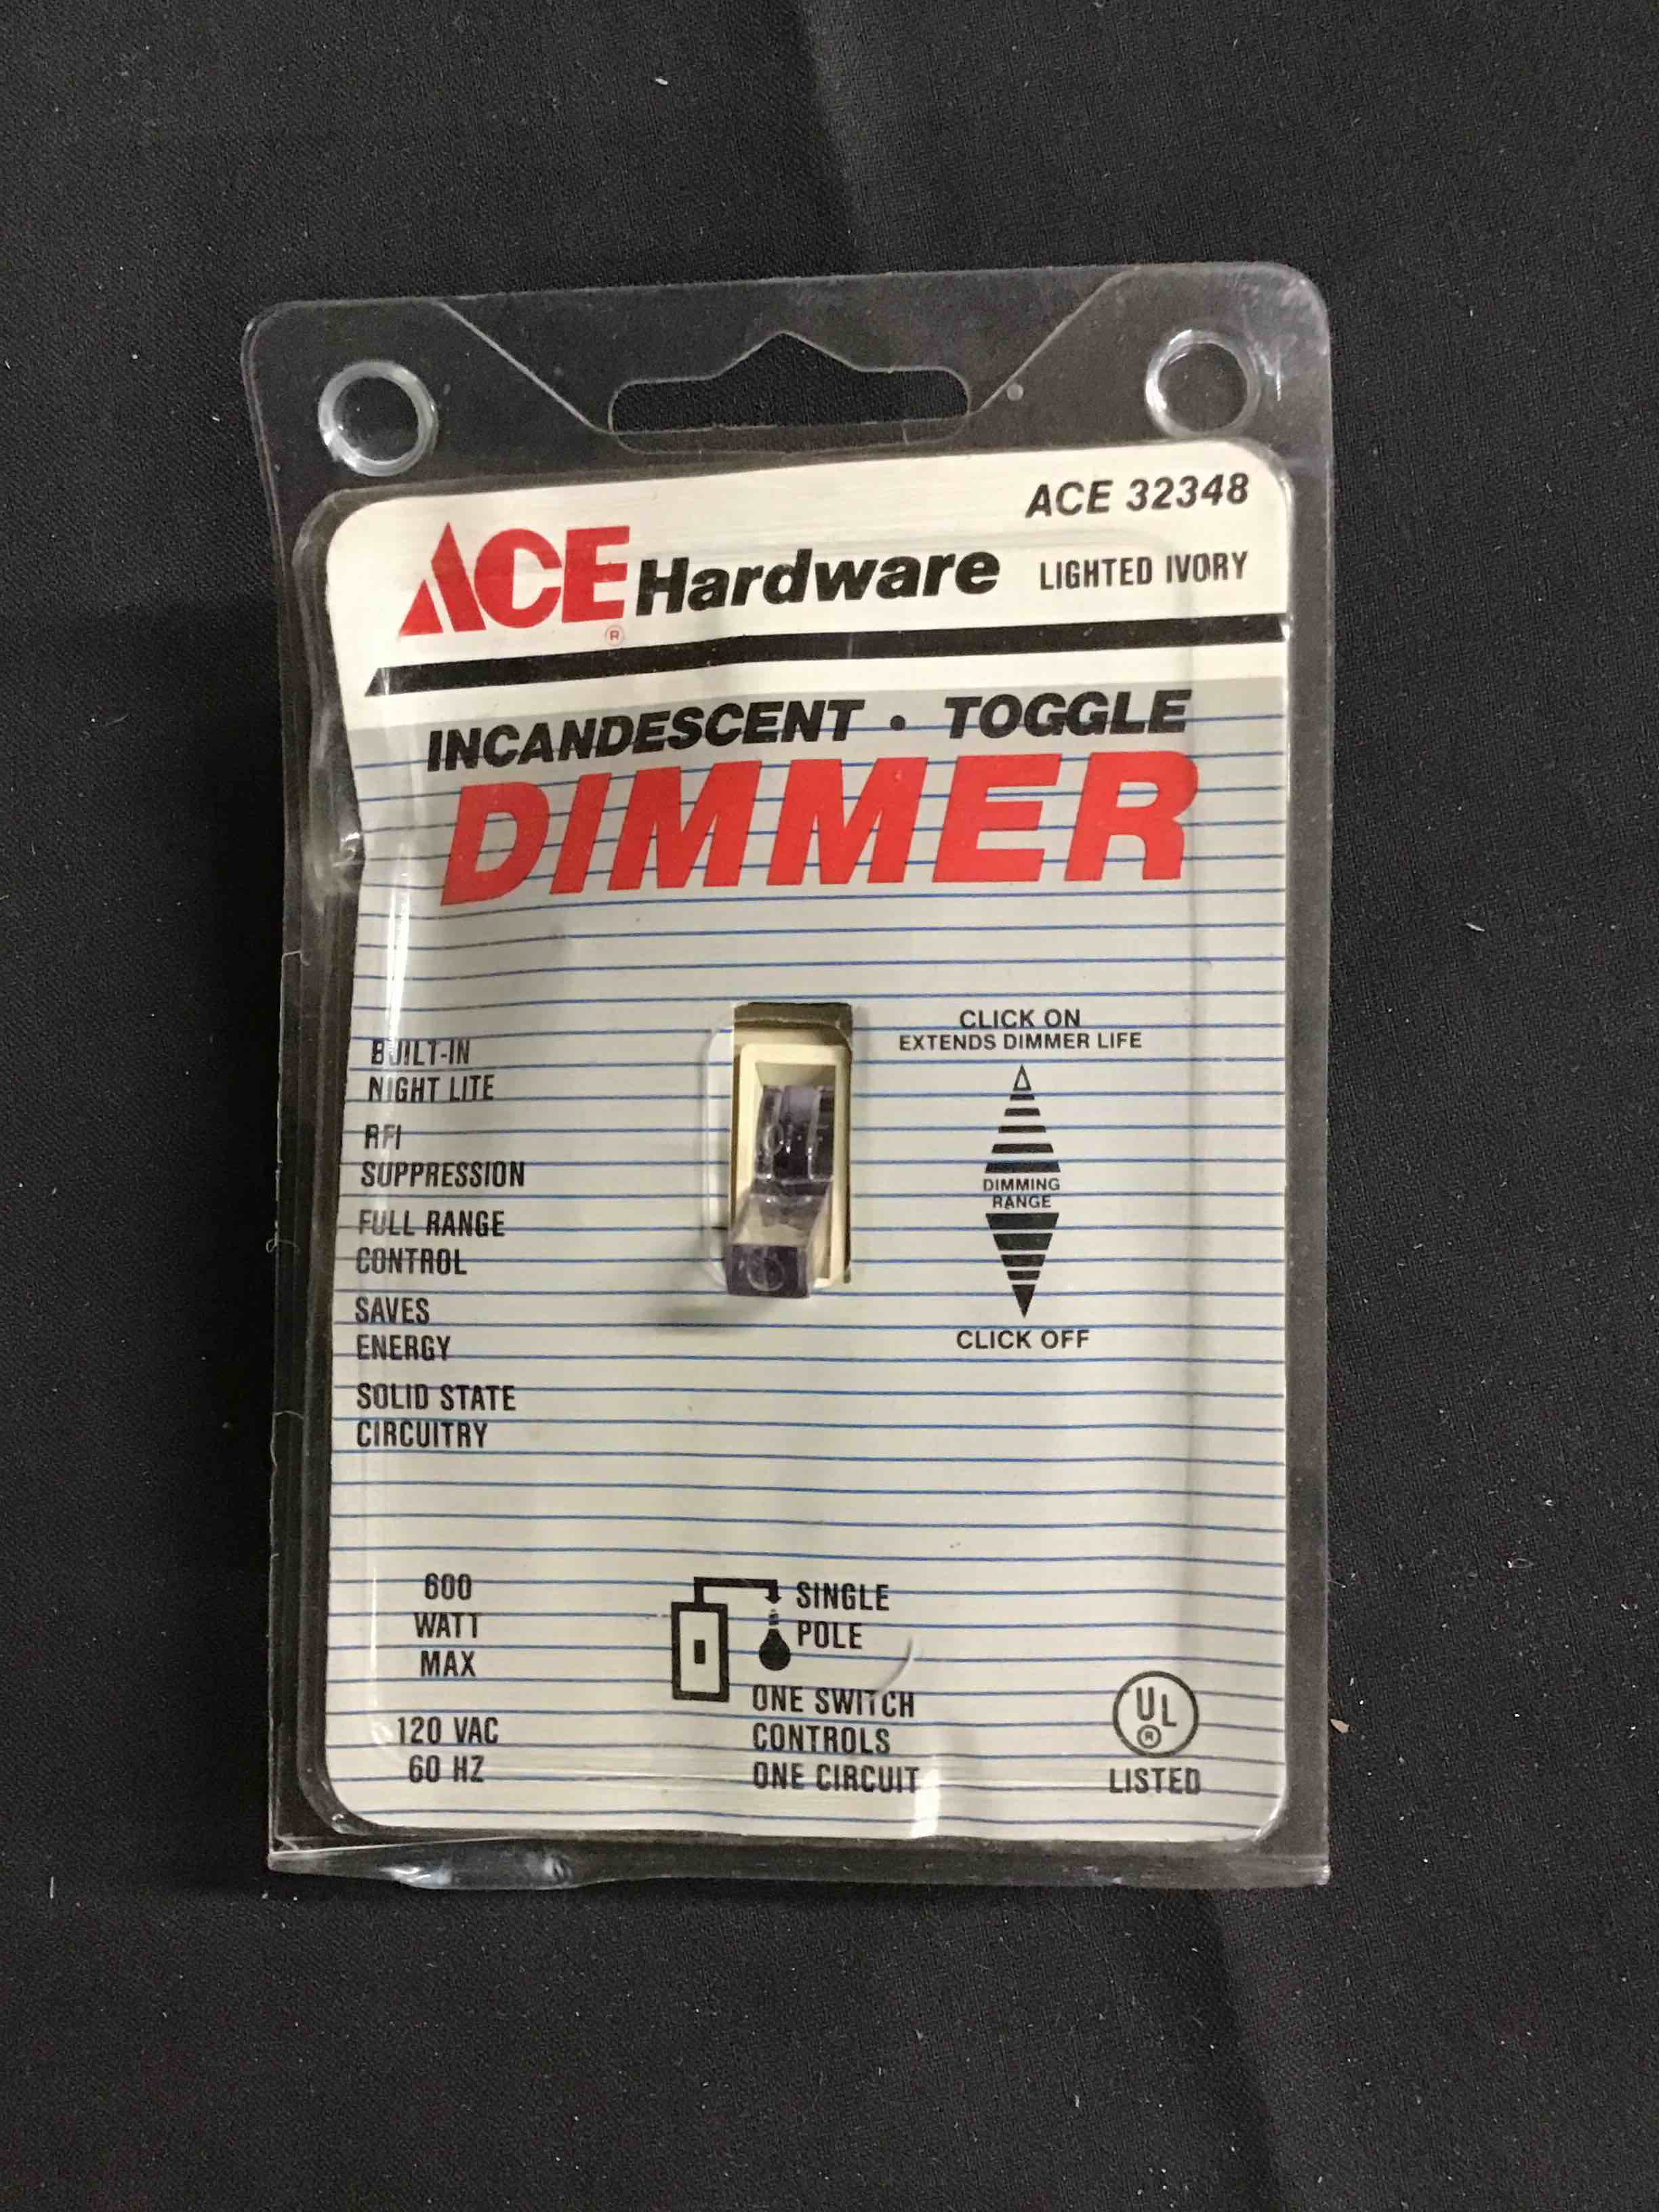 ACE 32348
ACE Hardware
®
LIGHTED IVORY
INCANDESCENT • TOGGLE
DIMMER
BUILT-IN
NIGHT LITE
RFI
SUPPRESSION
FULL RANGE
CONTROL
SAVES
ENERGY
SOLID STATE
CIRCUITRY
CLICK ON
EXTENDS DIMMER LIFE
DIMMING
RANGE
CLICK OFF
600
WATT
MAX
120 VAC
60 HZ
SINGLE
POLE
ONE SWITCH
CONTROLS
ONE CIRCUIT
UL
®
LISTED